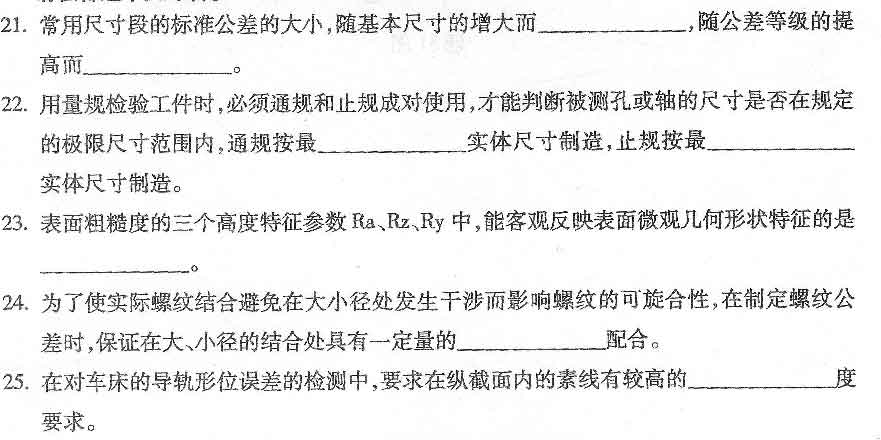 21. 常用尺寸段的标准公差的大小,随基本尺寸的增大而____________,随公差等级的提
高而____________。
22. 用量规检验工件时,必须通规和止规成对使用,才能判断被测孔或轴的尺寸是否在规定
的极限尺寸范围内,通规按最____________实体尺寸制造,止规按最____________
实体尺寸制造。
23. 表面粗糙度的三个高度特征参数 Ra、Rz、Ry 中,能客观反映表面微观几何形状特征的是
____________。
24. 为了使实际螺纹结合避免在大小径处发生干涉而影响螺纹的可旋合性,在制定螺纹公
差时,保证在大、小径的结合处具有一定量的____________配合。
25. 在对车床的导轨形位误差的检测中,要求在纵截面内的素线有较高的____________度
要求。